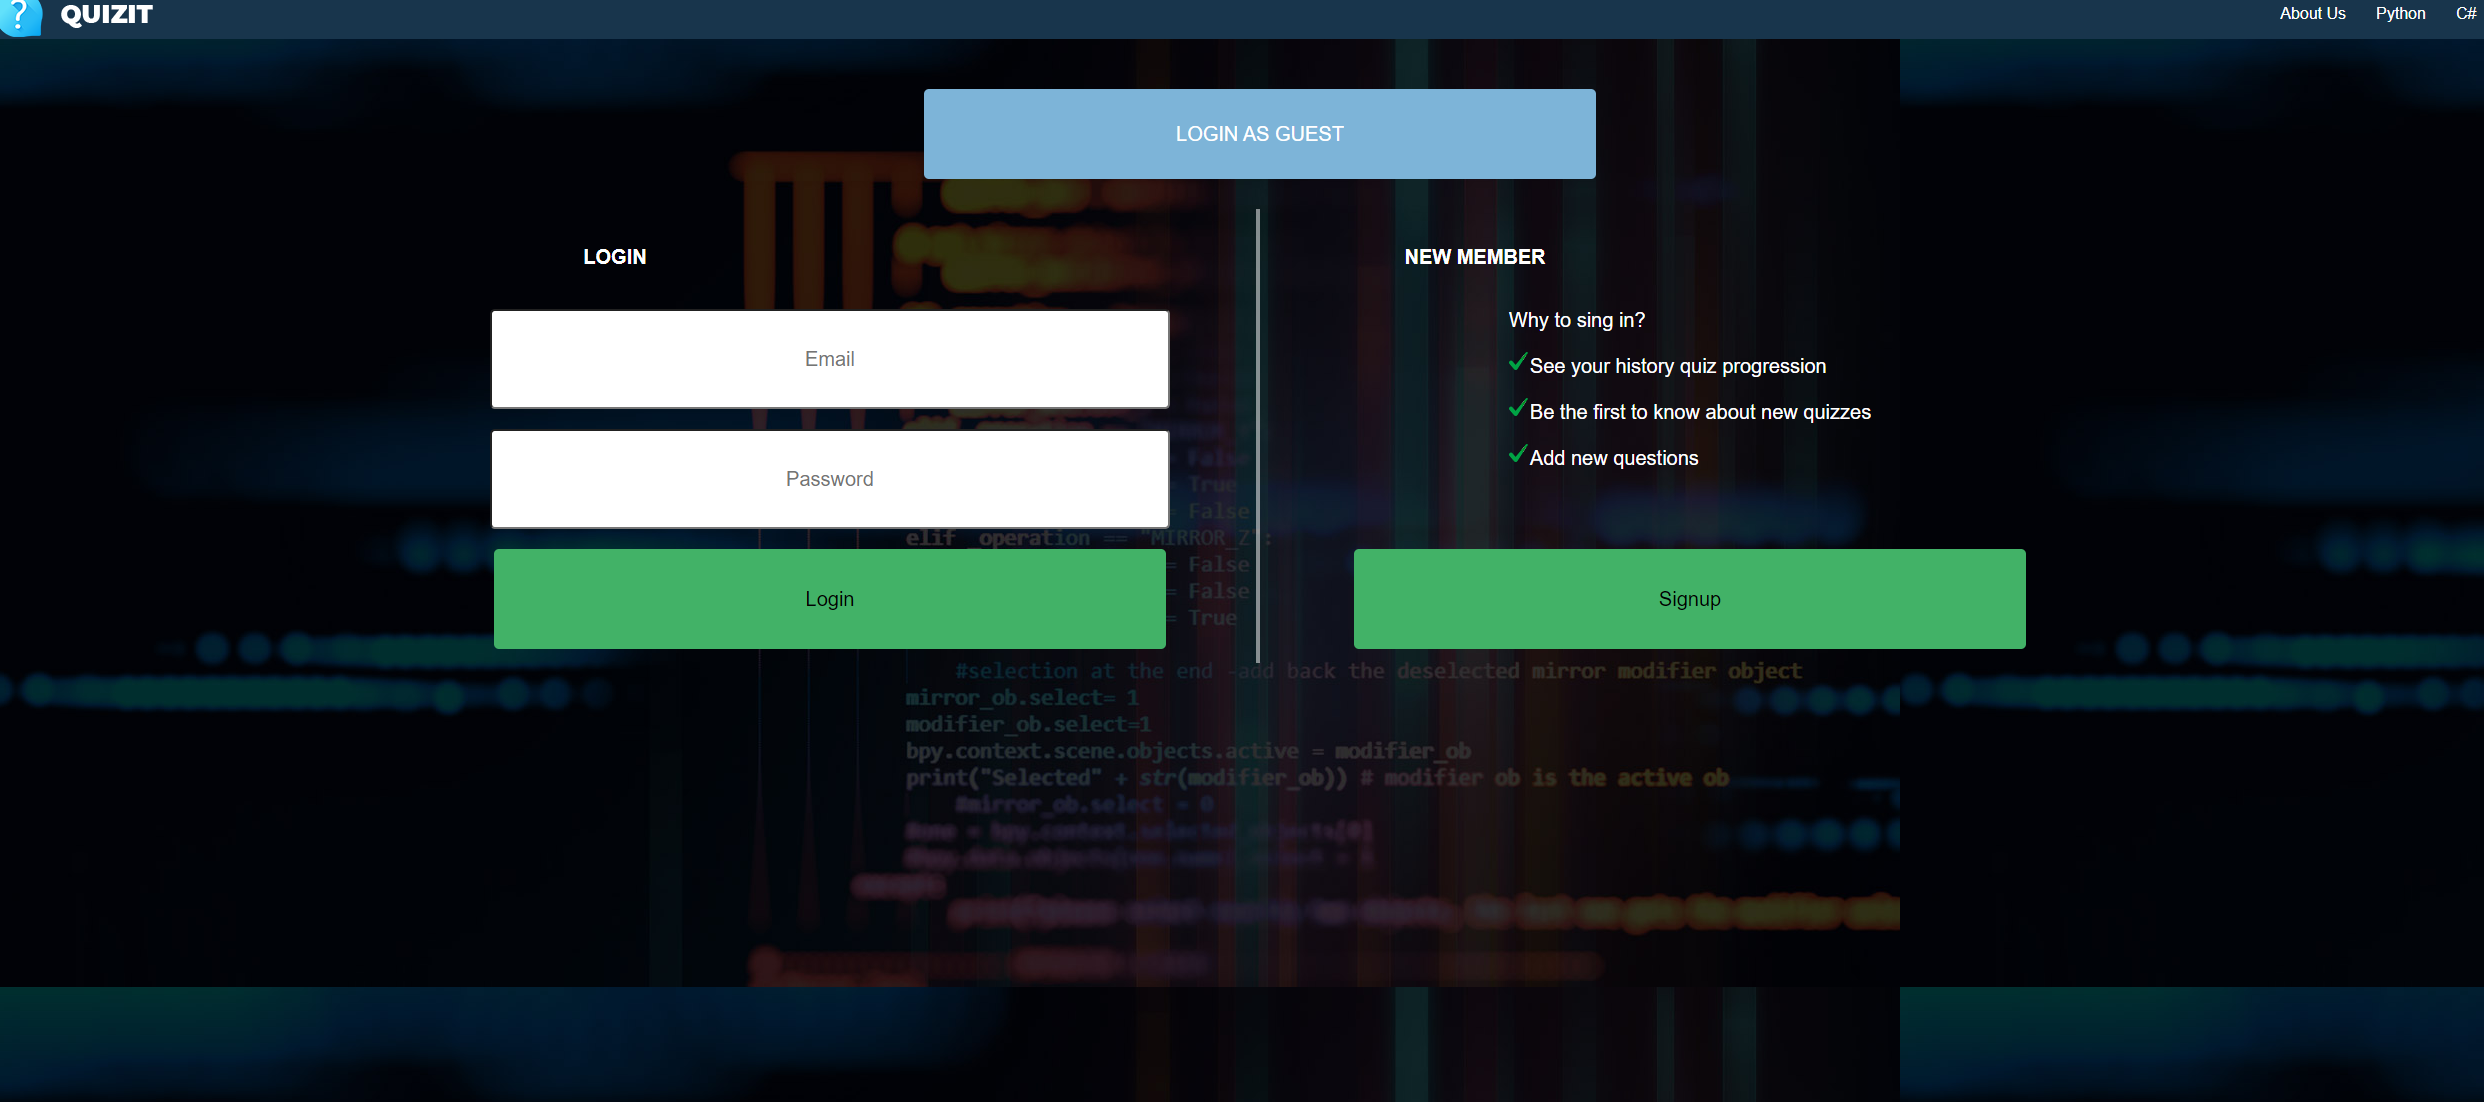 QUIZIT
About Us Python C#
LOGIN AS GUEST
LOGIN
Email
Password
Login
NEW MEMBER
Why to sing in?
See your history quiz progression
Be the first to know about new quizzes
Add new questions
Signup
False
= True
= False
elif _operation == "MIRROR_Z":
= False
= False
= True
#selection at the end -add back the deselected mirror modifier object
mirror_ob.select= 1
modifier_ob.select=1
bpy.context.scene.objects.active = modifier_ob
print("Selected" + str(modifier_ob)) # modifier ob is the active ob
#mirror_ob.select = 0